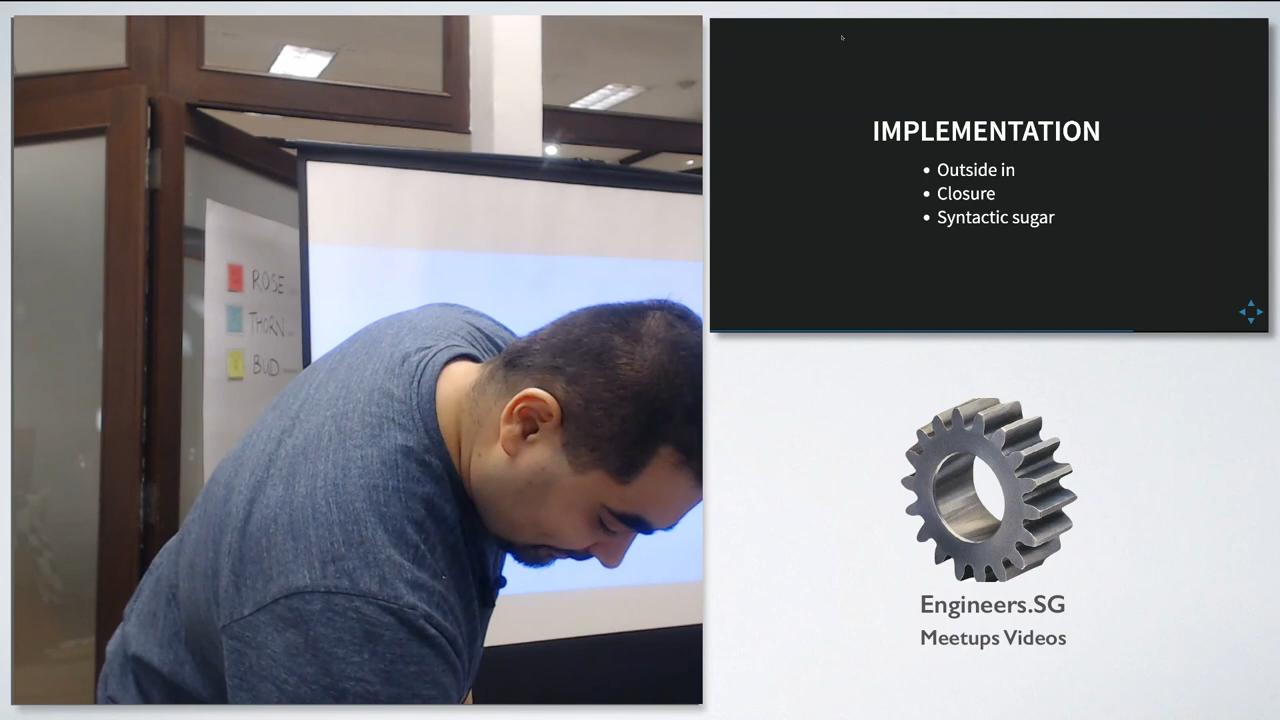 ROSE
THORN
BUD
IMPLEMENTATION
• Outside in
• Closure
• Syntactic sugar
Engineers.SG
Meetups Videos